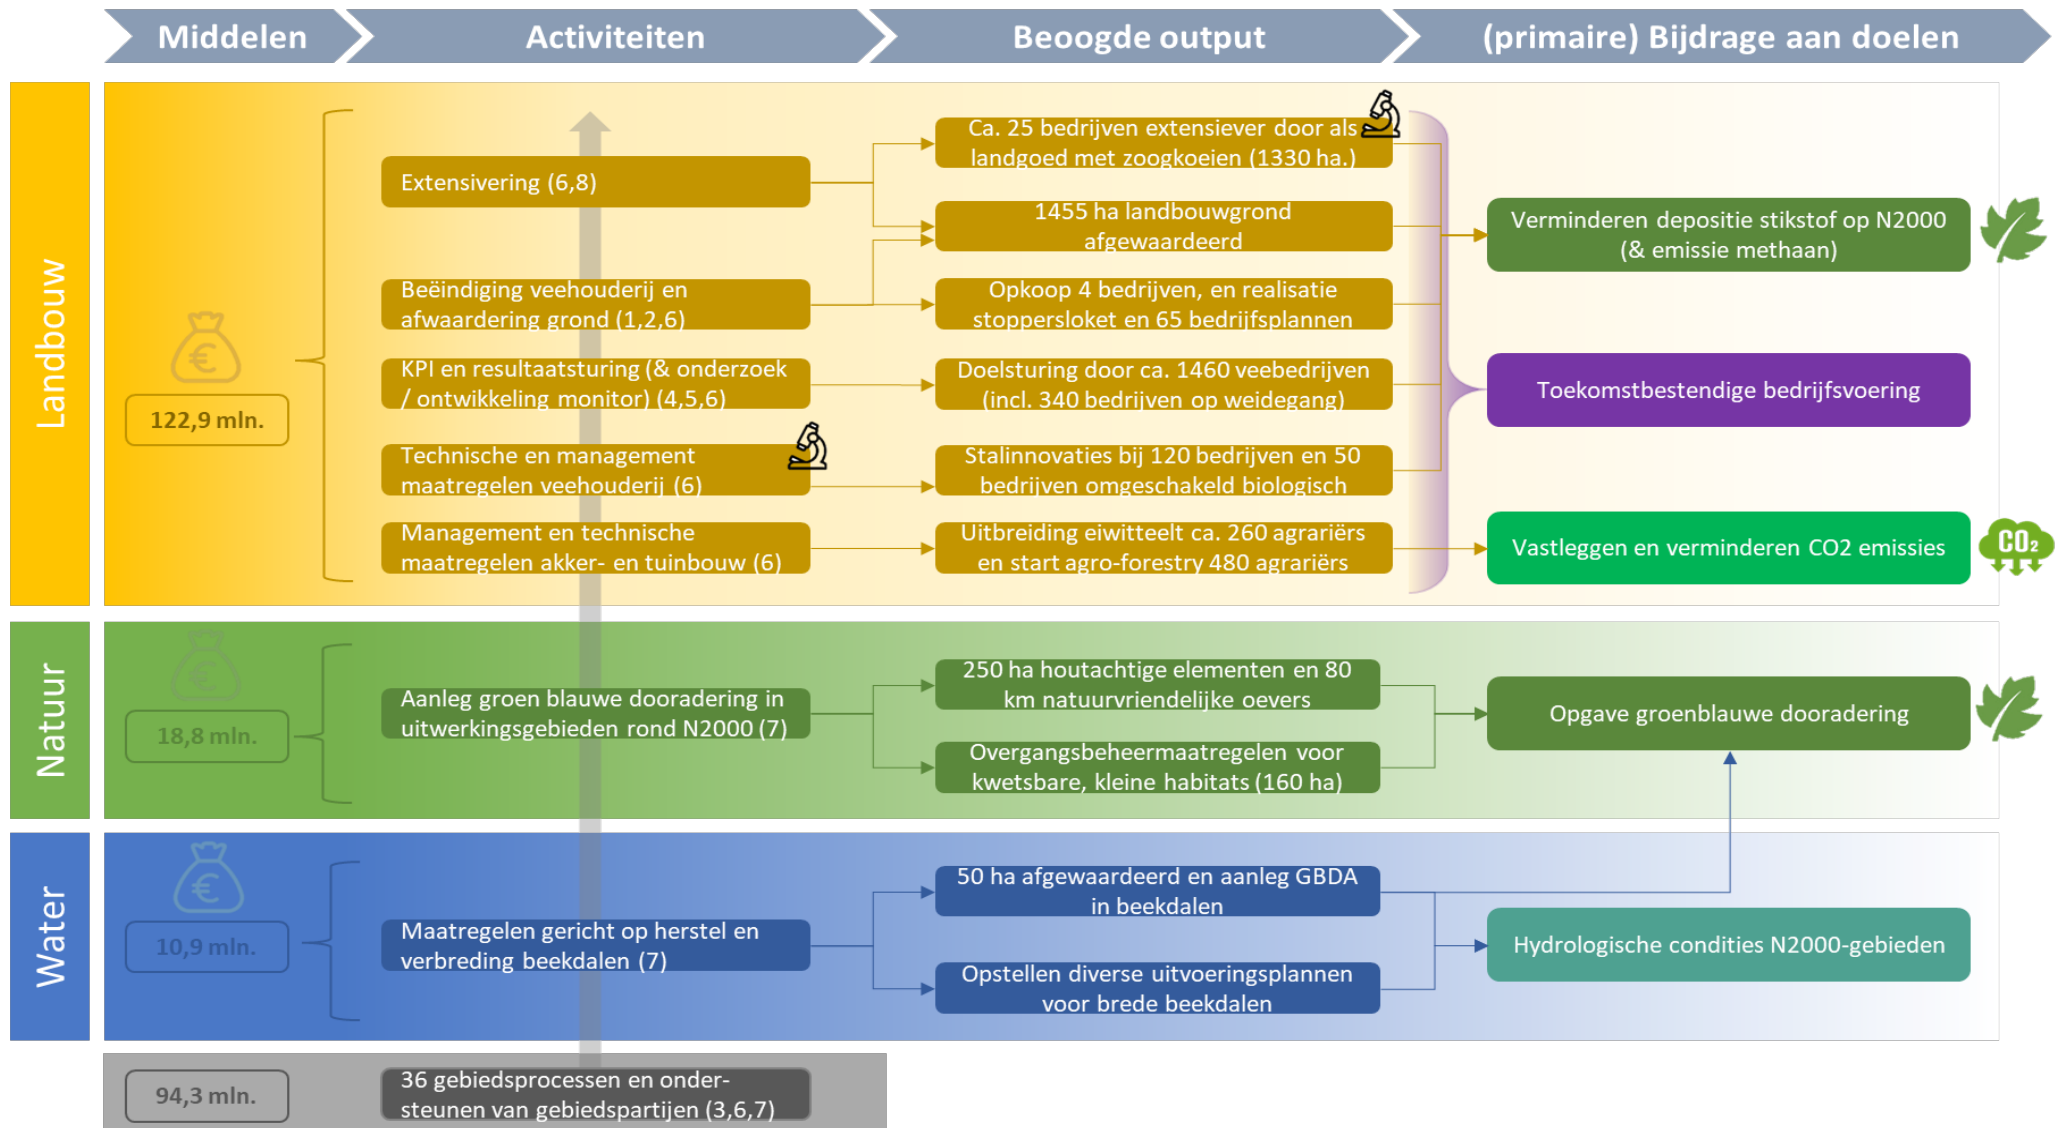 Middelen
Activiteiten
Beoogde output
(primaire) Bijdrage aan doelen
Landbouw
122,9 mln.
Extensivering (6,8)
Beëindiging veehouderij en
afwaardering grond (1,2,6)
KPI en resultaatsturing (& onderzoek
/ ontwikkeling monitor) (4,5,6)
Technische en management
maatregelen veehouderij (6)
Management en technische
maatregelen akker- en tuinbouw (6)
Ca. 25 bedrijven extensiever door als
landgoed met zoogkoeien (1330 ha.)
1455 ha landbouwgrond
afgewaardeerd
Opkoop 4 bedrijven, en realisatie
stoppersloket en 65 bedrijfsplannen
Doelsturing door ca. 1460 veebedrijven
(incl. 340 bedrijven op weidegang)
Stalinnovaties bij 120 bedrijven en 50
bedrijven omgeschakeld biologisch
Uitbreiding eiwitteelt ca. 260 agrariërs
en start agro-forestry 480 agrariërs
Verminderen depositie stikstof op N2000
(& emissie methaan)
Toekomstbestendige bedrijfsvoering
Vastleggen en verminderen CO2 emissies
CO2
Natuur
18,8 mln.
Aanleg groen blauwe dooradering in
uitwerkingsgebieden rond N2000 (7)
250 ha houtachtige elementen en 80
km natuurvriendelijke oevers
Overgangsbeheermaatregelen voor
kwetsbare, kleine habitats (160 ha)
Opgave groenblauwe dooradering
Water
10,9 mln.
Maatregelen gericht op herstel en
verbreding beekdalen (7)
50 ha afgewaardeerd en aanleg GBDA
in beekdalen
Opstellen diverse uitvoeringsplannen
voor brede beekdalen
Hydrologische condities N2000-gebieden
94,3 mln.
36 gebiedsprocessen en onder-
steunen van gebiedspartijen (3,6,7)